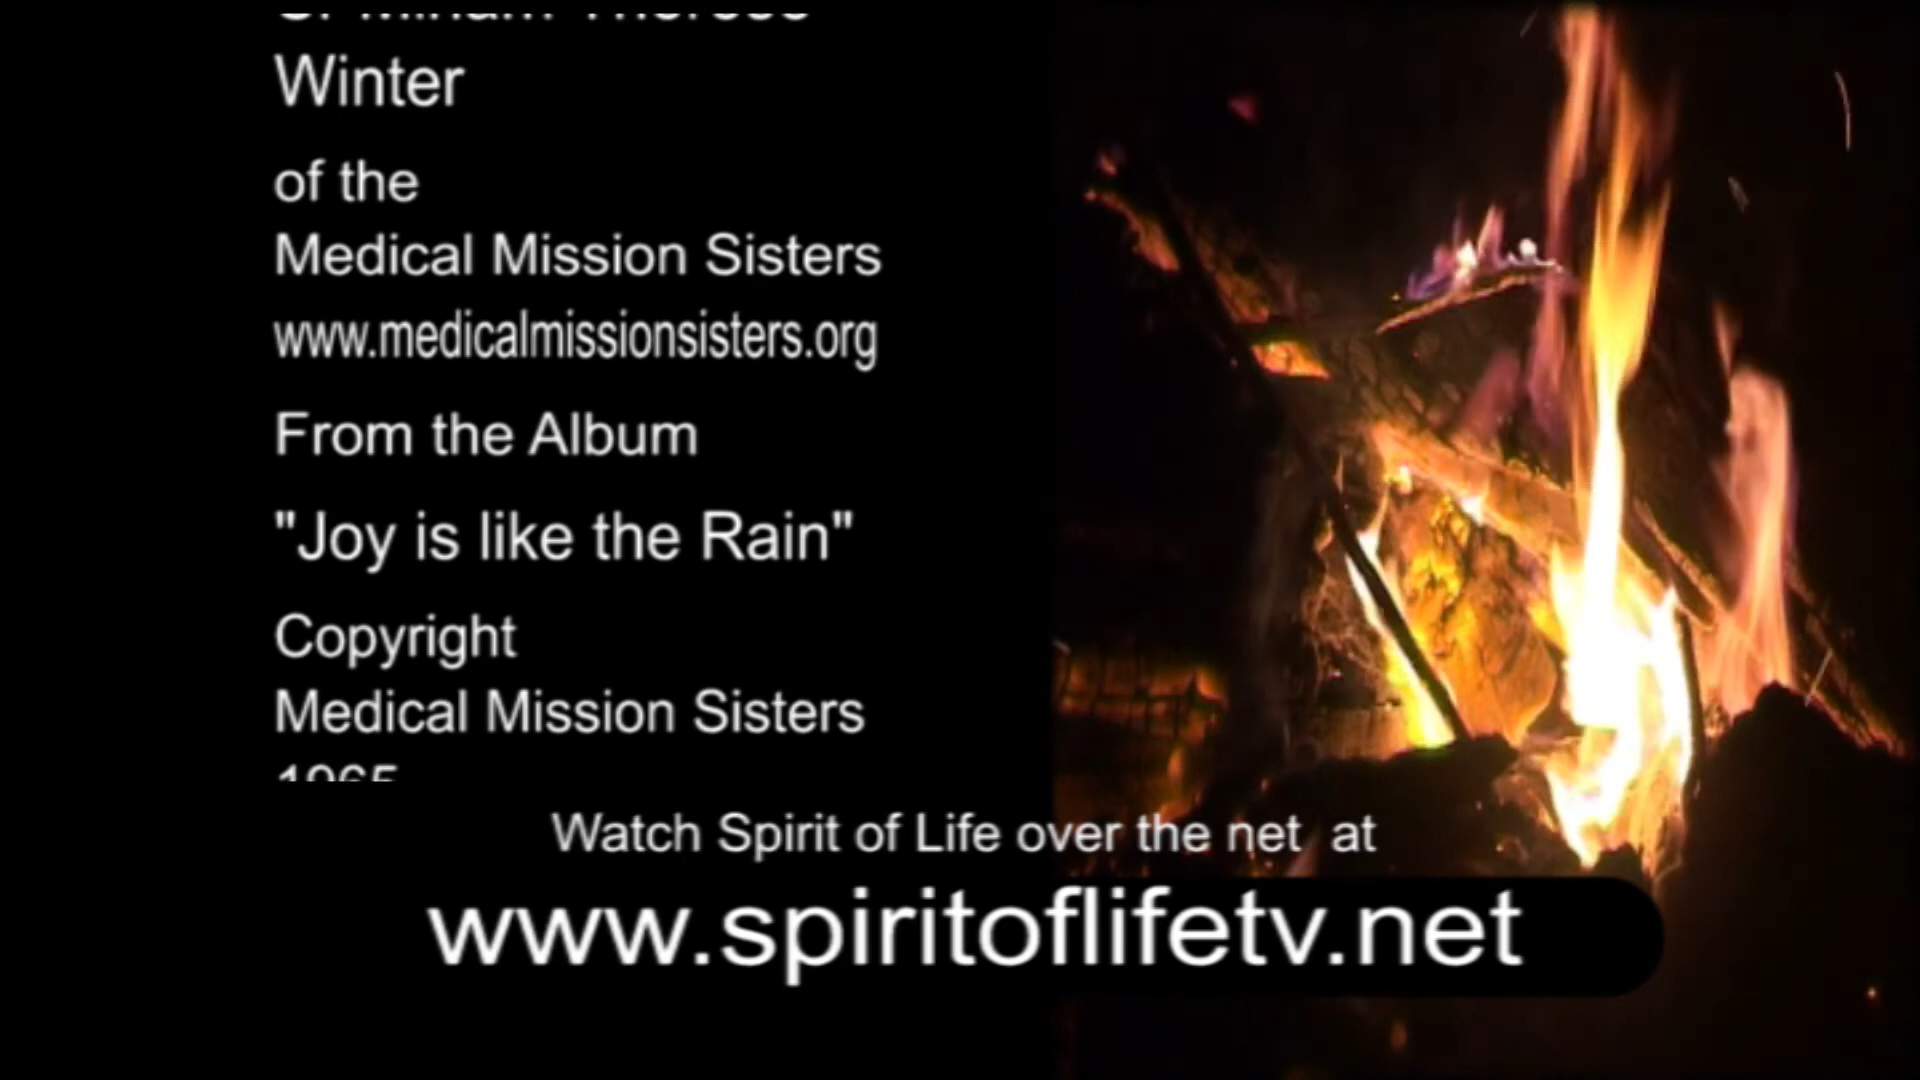 Winter
of the
Medical Mission Sisters
www.medicalmissionsisters.org
From the Album
"Joy is like the Rain"
Copyright
Medical Mission Sisters
1965
Watch Spirit of Life over the net at
www.spiritoflifetv.net